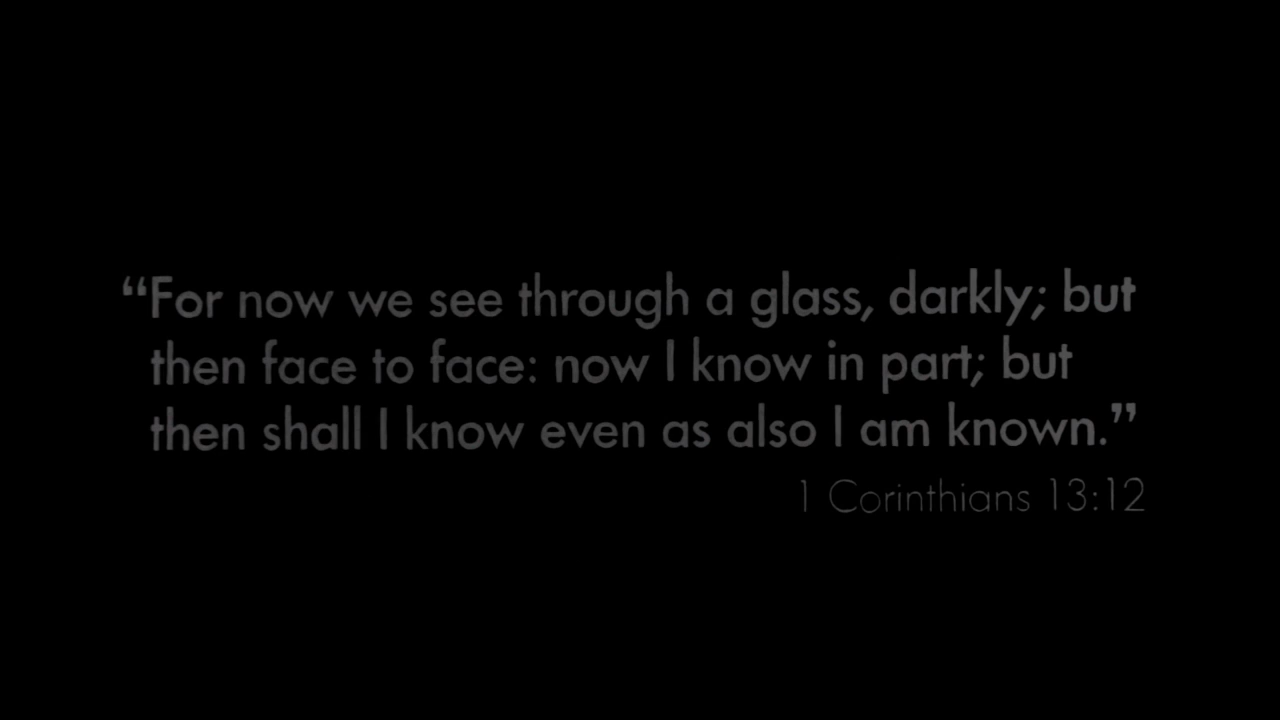 “For now we see through a glass, darkly; but
then face to face: now I know in part; but
then shall I know even as also I am known.”
1 Corinthians 13:12